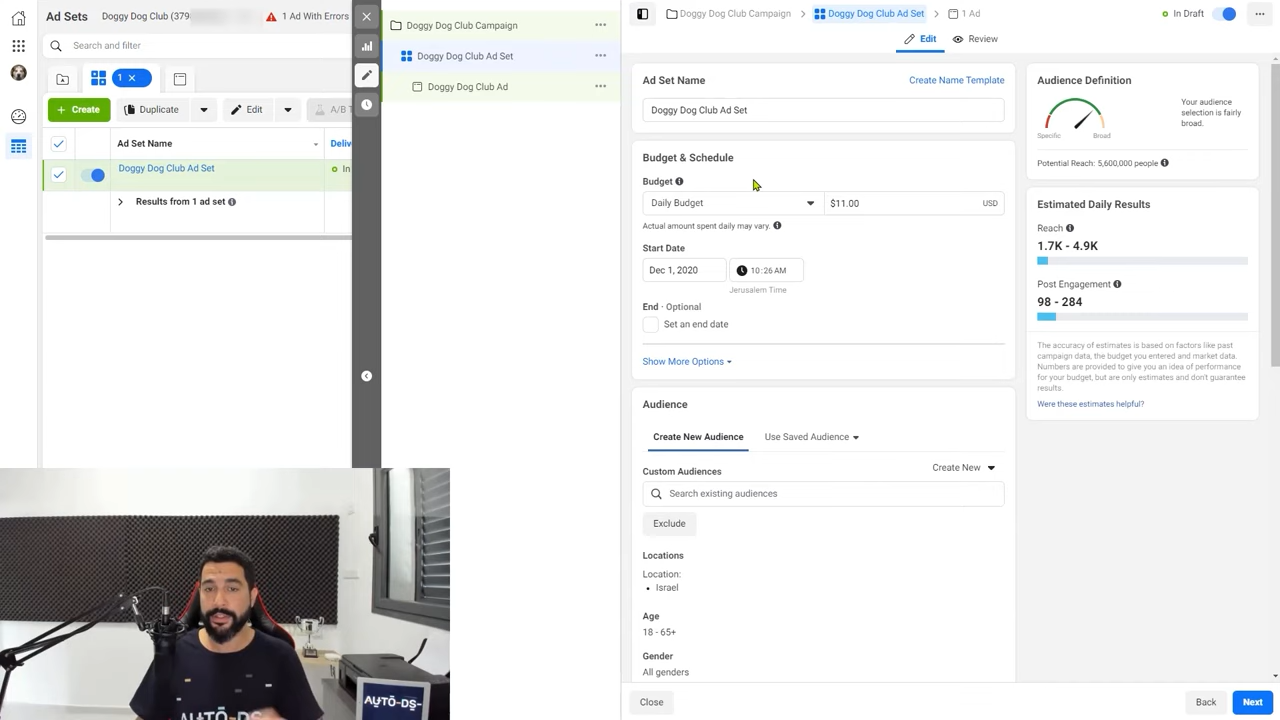 Ad Sets
Doggy Dog Club (379
1 Ad With Errors
Search and filter
1 ×
+ Create
Duplicate
Edit
A/B T
Ad Set Name
Delive
Doggy Dog Club Ad Set
In
Results from 1 ad set
Doggy Dog Club Campaign
Doggy Dog Club Ad Set
Doggy Dog Club Ad
Doggy Dog Club Campaign
Doggy Dog Club Ad Set
1 Ad
In Draft
Edit
Review
Ad Set Name
Create Name Template
Doggy Dog Club Ad Set
Budget & Schedule
Budget
Daily Budget
$11.00
USD
Actual amount spent daily may vary.
Start Date
Dec 1, 2020
10:26 AM
Jerusalem Time
End · Optional
Set an end date
Show More Options
Audience
Create New Audience
Use Saved Audience
Custom Audiences
Create New
Search existing audiences
Exclude
Locations
Location:
• Israel
Age
18 - 65+
Gender
All genders
Close
Back
Next
Audience Definition
Specific
Broad
Your audience
selection is fairly
broad.
Potential Reach: 5,600,000 people
Estimated Daily Results
Reach
1.7K - 4.9K
Post Engagement
98 - 284
The accuracy of estimates is based on factors like past
campaign data, the budget you entered and market data.
Numbers are provided to give you an idea of performance
for your budget, but are only estimates and don't guarantee
results.
Were these estimates helpful?
AUTO-DS-
AUTO-DS-